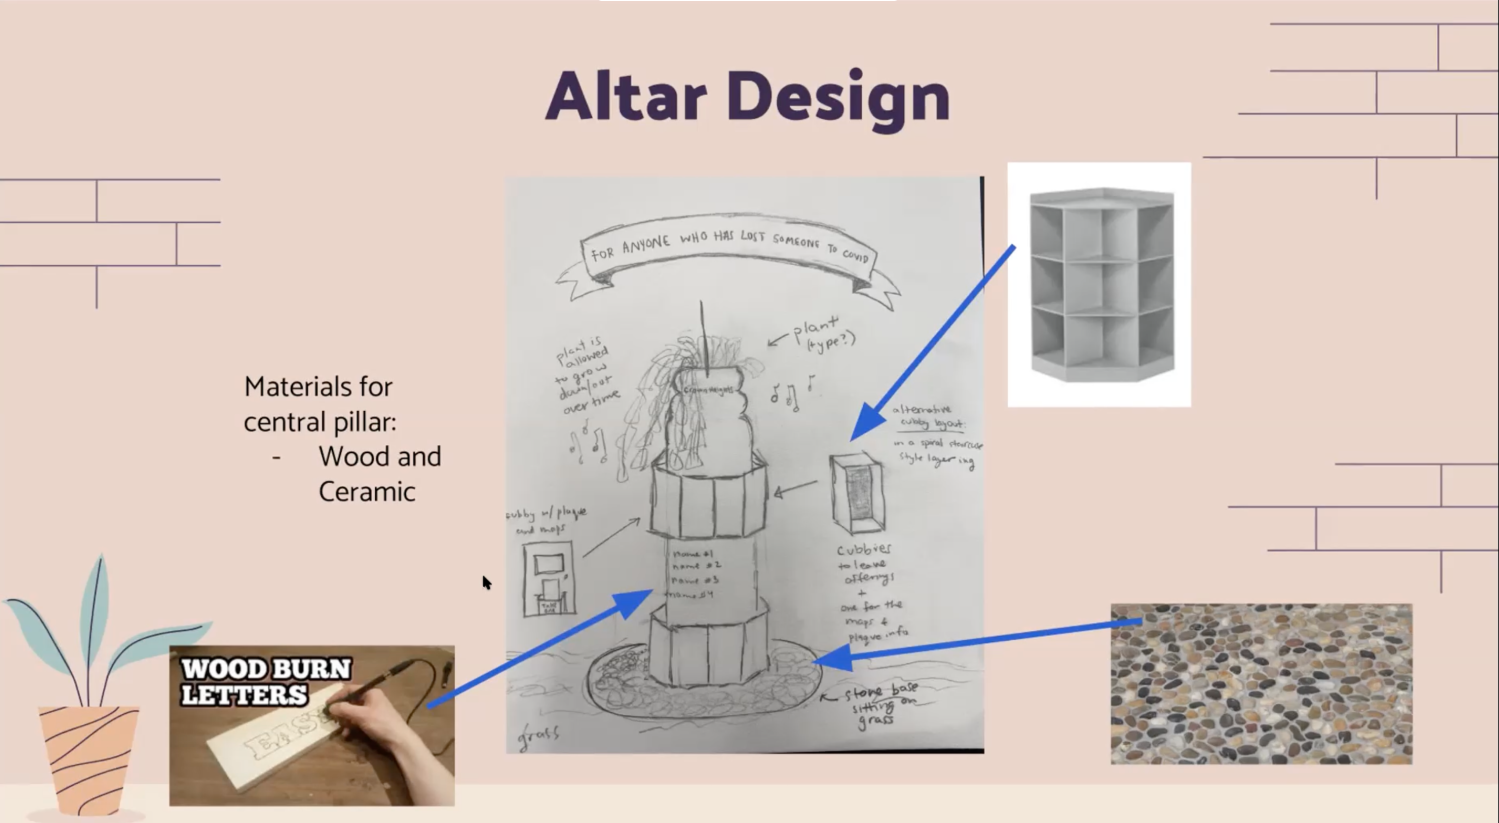 Altar Design
FOR ANYONE WHO HAS LOST SOMEONE TO COVID
plant is
allowed
to grow
down/out
over time
plant
(type?)
Materials for
central pillar:
- Wood and
Ceramic
alternative
cubby layout
in a spiral staircase
style layering
cubby w/ plaque
and maps
name #1
name #2
name #3
name #4
Cubbies
to leave
offerings
+
one for the
maps &
plaque info
stone base
sitting on
grass
grass
WOOD BURN
LETTERS
EAS